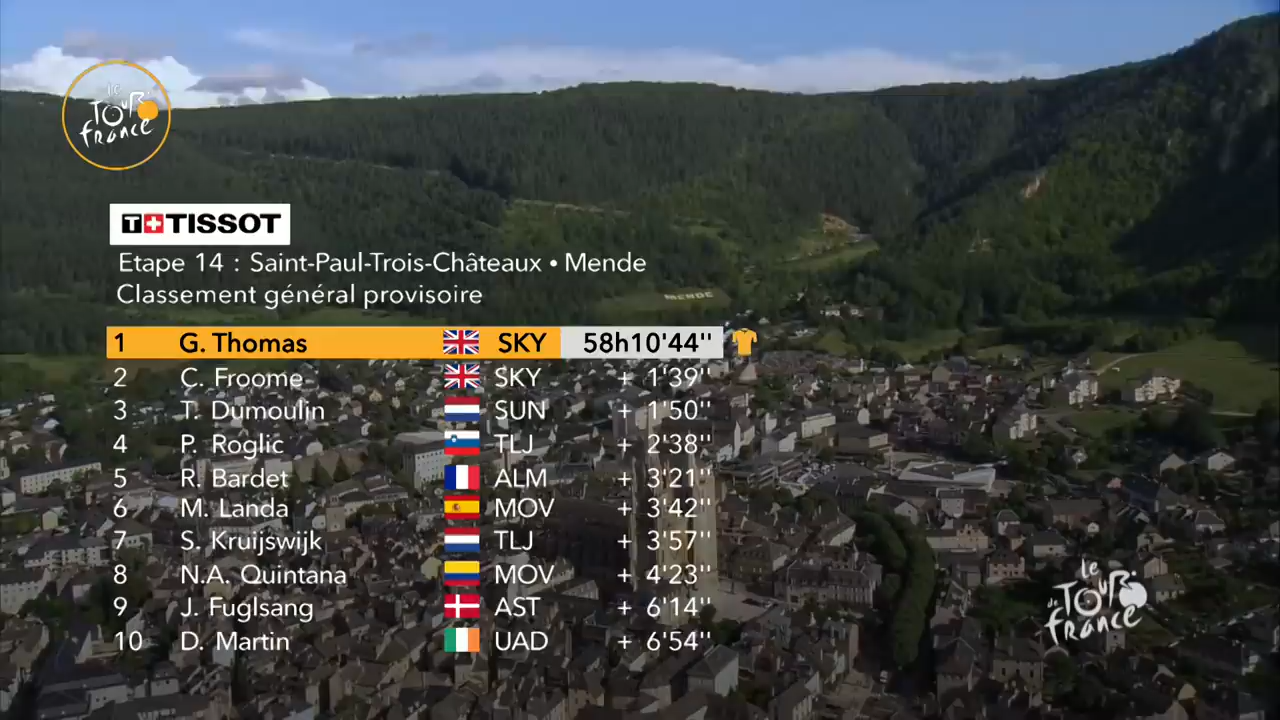 le
TOUR
france
TISSOT
Etape 14 : Saint-Paul-Trois-Châteaux • Mende
Classement général provisoire
MENDE
1 G. Thomas SKY 58h10'44''
2 C. Froome SKY + 1'39''
3 T. Dumoulin SUN + 1'50''
4 P. Roglic TLJ + 2'38''
5 R. Bardet ALM + 3'21''
6 M. Landa MOV + 3'42''
7 S. Kruijswijk TLJ + 3'57''
8 N.A. Quintana MOV + 4'23''
9 J. Fuglsang AST + 6'14''
10 D. Martin UAD + 6'54''
le
TOUR
de france